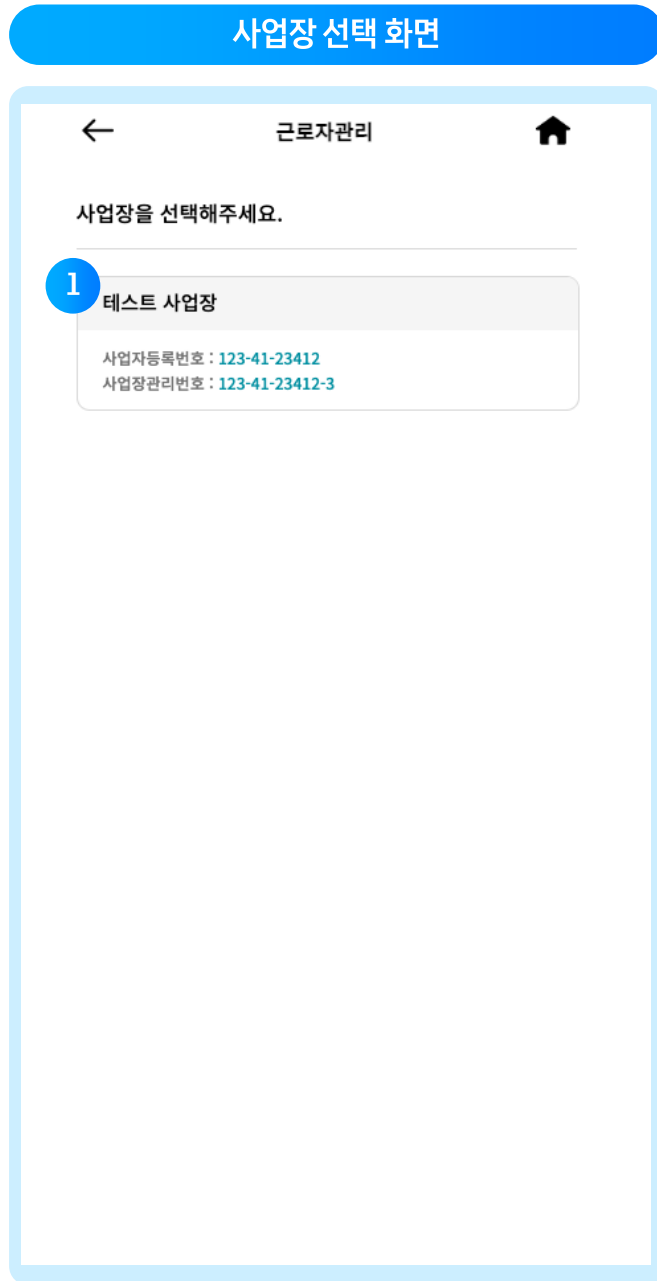 사업장 선택 화면
근로자관리
사업장을 선택해주세요.
1
테스트 사업장
사업자등록번호 : 123-41-23412
사업장관리번호 : 123-41-23412-3